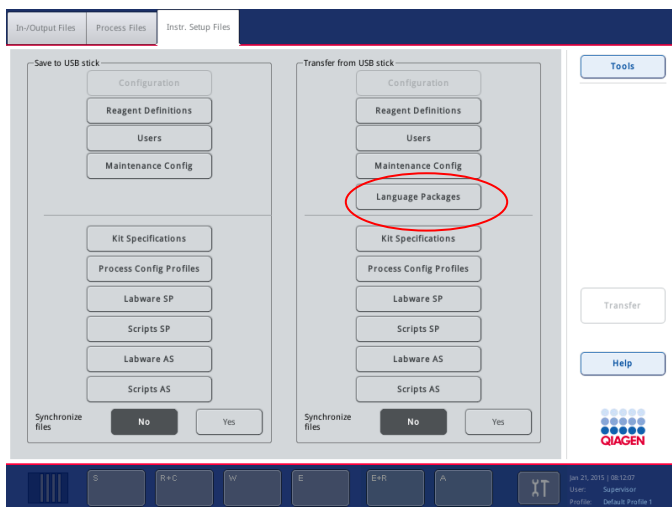 In-/Output Files
Process Files
Instr. Setup Files
Save to USB stick
Configuration
Reagent Definitions
Users
Maintenance Config
Kit Specifications
Process Config Profiles
Labware SP
Scripts SP
Labware AS
Scripts AS
Synchronize
files
No
Yes
Transfer from USB stick
Configuration
Reagent Definitions
Users
Maintenance Config
Language Packages
Kit Specifications
Process Config Profiles
Labware SP
Scripts SP
Labware AS
Scripts AS
Synchronize
files
No
Yes
Tools
Transfer
Help
QIAGEN
S
R+C
W
E
E+R
A
Jan 21, 2015 | 08:12:07
User: Supervisor
Profile: Default Profile 1